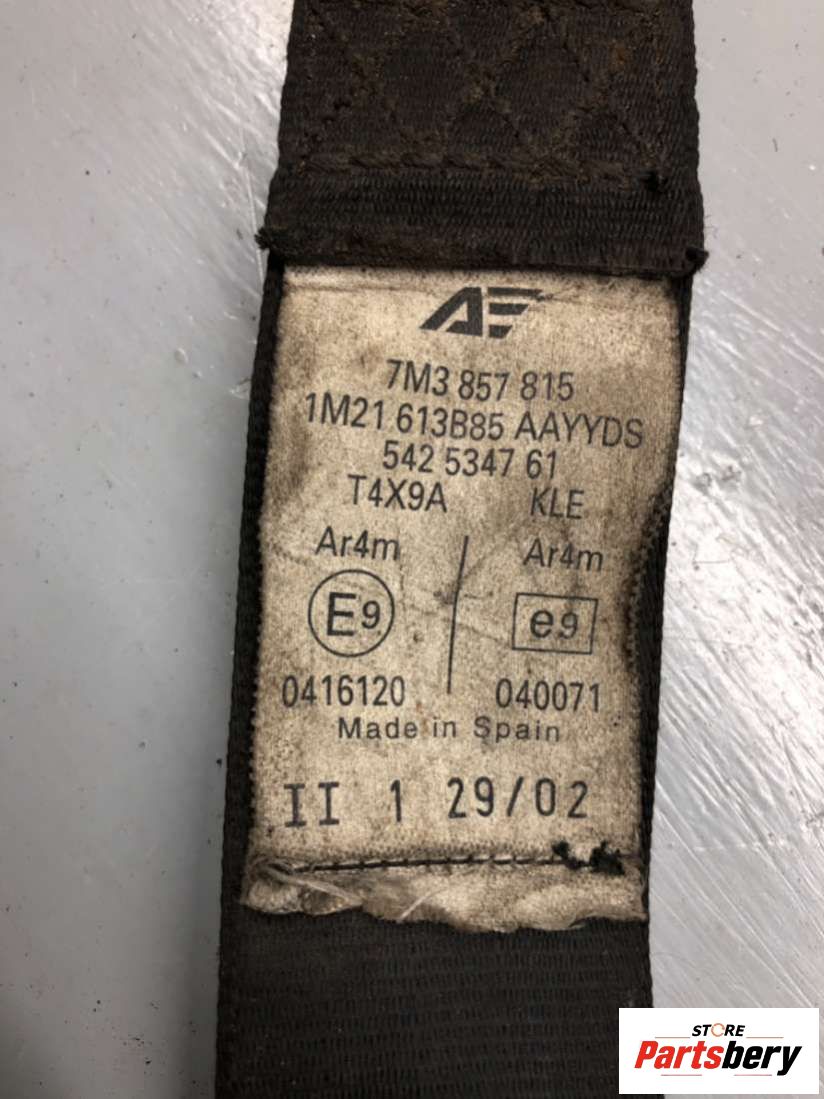 AE
7M3 857 815
1M21 613B85 AAYYDS
542 5347 61
T4X9A KLE
Ar4m Ar4m
E9 e9
0416120 040071
Made in Spain
II 1 29/02
STORE
Partsbery